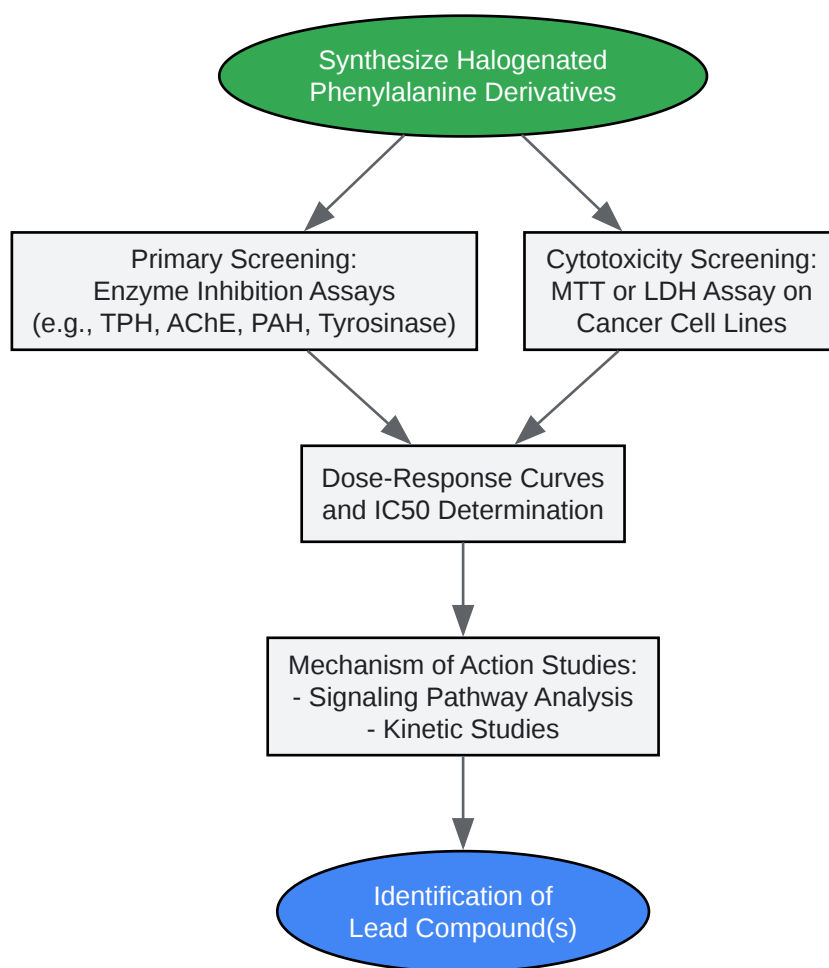 Synthesize Halogenated
Phenylalanine Derivatives
Primary Screening:
Enzyme Inhibition Assays
(e.g., TPH, AChE, PAH, Tyrosinase)
Cytotoxicity Screening:
MTT or LDH Assay on
Cancer Cell Lines
Dose-Response Curves
and IC50 Determination
Mechanism of Action Studies:
- Signaling Pathway Analysis
- Kinetic Studies
Identification of
Lead Compound(s)